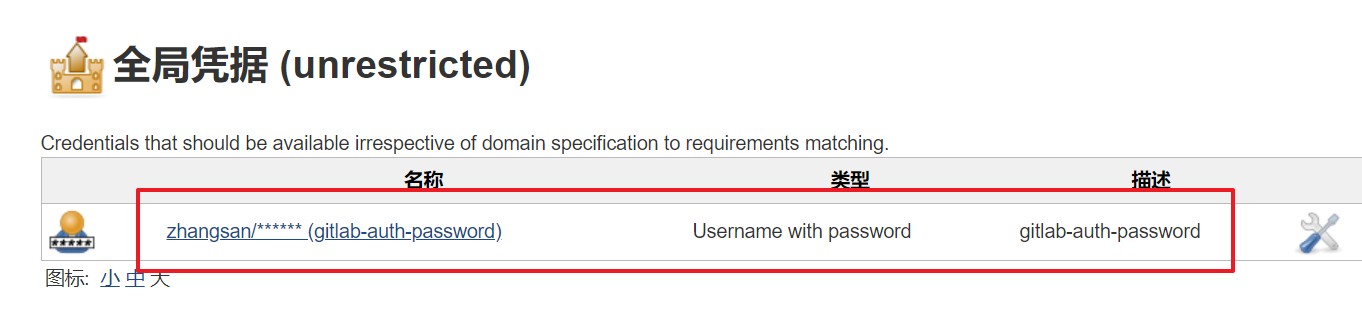 全局凭据 (unrestricted)
Credentials that should be available irrespective of domain specification to requirements matching.
名称 类型 描述
***** zhangsan/****** (gitlab-auth-password) Username with password gitlab-auth-password
图标: 小 中 大